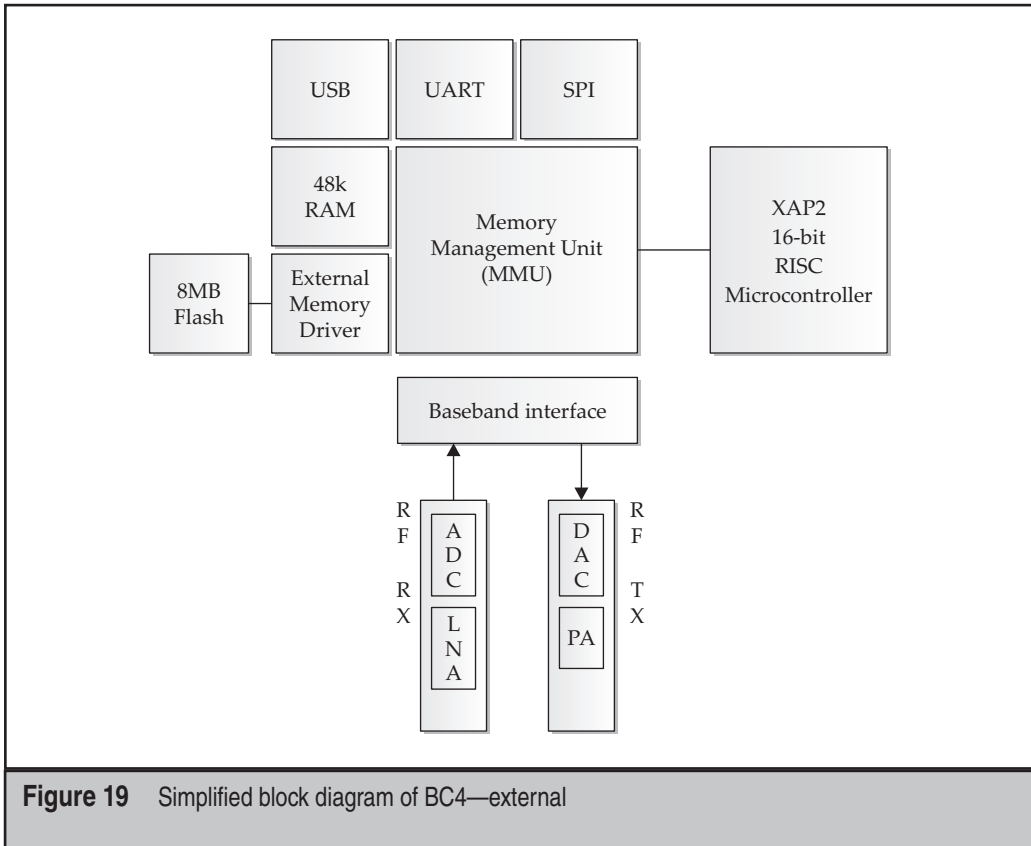 USB
UART
SPI
48k
RAM
Memory
Management Unit
(MMU)
XAP2
16-bit
RISC
Microcontroller
8MB
Flash
External
Memory
Driver
Baseband interface
R
F
R
X
A
D
C
L
N
A
D
A
C
PA
R
F
T
X
Figure 19 Simplified block diagram of BC4—external